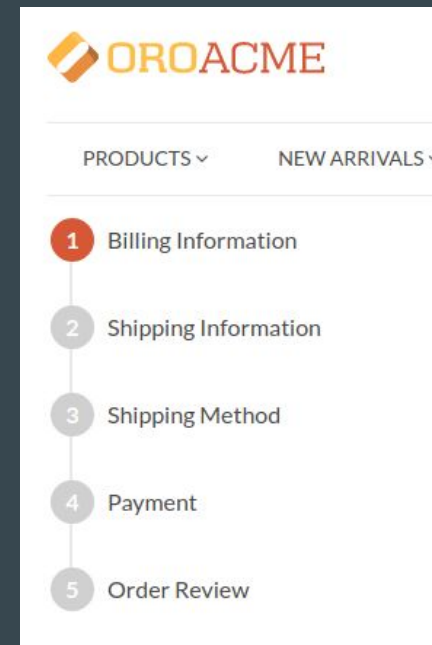 OROACME
PRODUCTS NEW ARRIVALS
1 Billing Information
2 Shipping Information
3 Shipping Method
4 Payment
5 Order Review